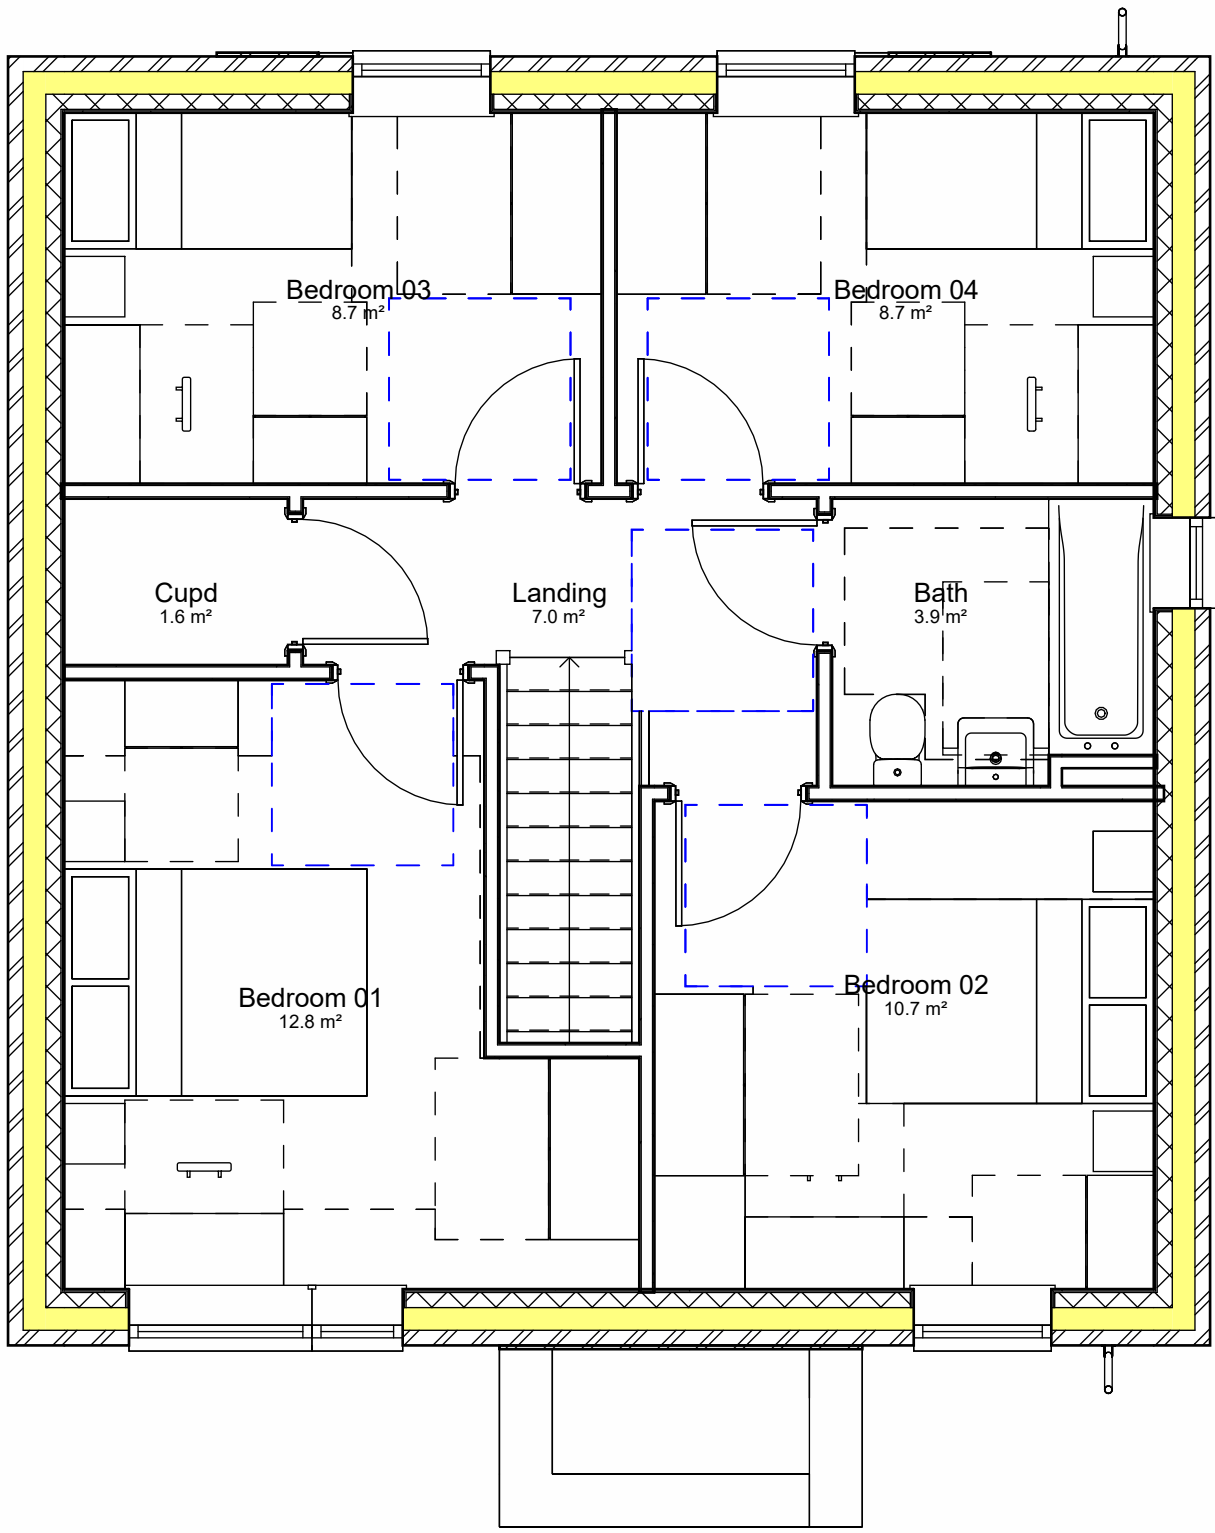 Bedroom 03
8.7 m²
Bedroom 04
8.7 m²
Cupd
1.6 m²
Landing
7.0 m²
Bath
3.9 m²
Bedroom 01
12.8 m²
Bedroom 02
10.7 m²